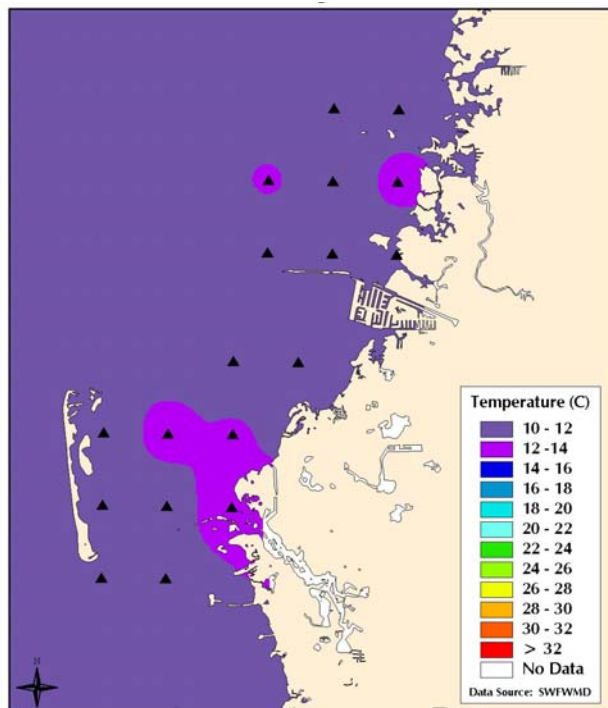 Temperature (C)
10 - 12
12 -14
14 - 16
16 - 18
18 - 20
20 - 22
22 - 24
24 - 26
26 - 28
28 - 30
30 - 32
> 32
No Data
Data Source: SWFWMD
N